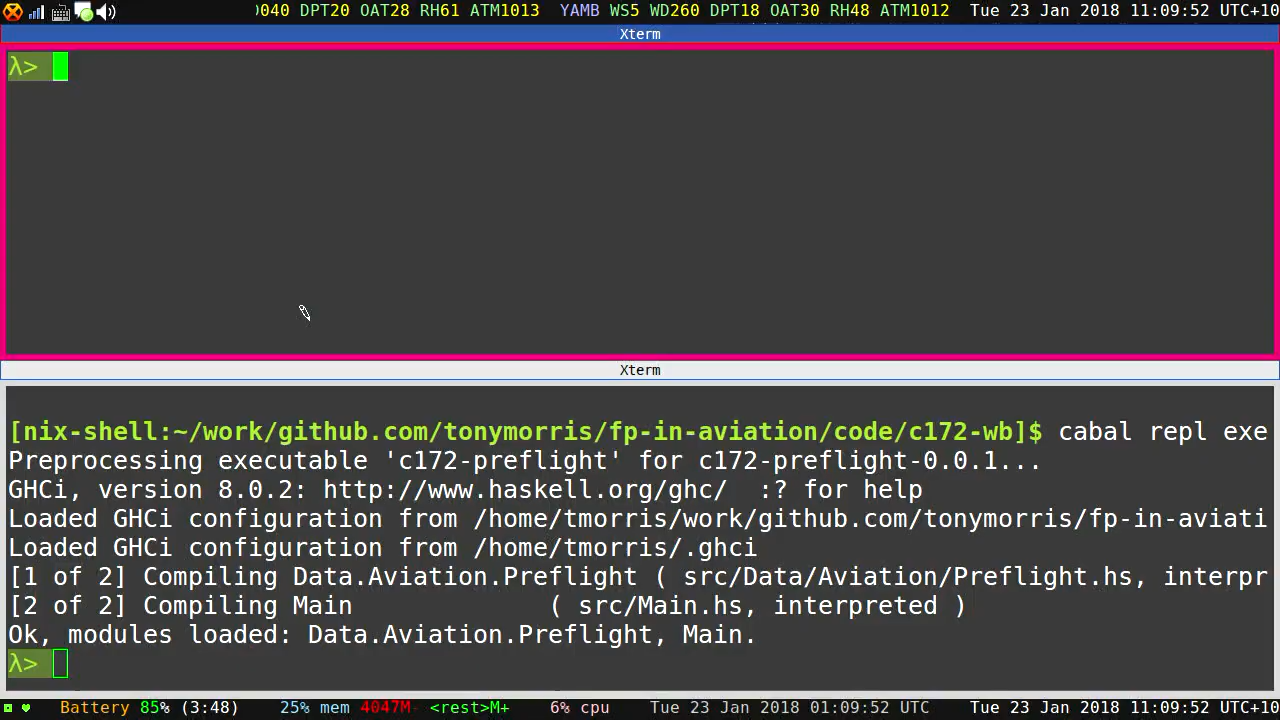 040 DPT20 OAT28 RH61 ATM1013 YAMB WS5 WD260 DPT18 OAT30 RH48 ATM1012 Tue 23 Jan 2018 11:09:52 UTC+10
Xterm
λ>
Xterm
[nix-shell:~/work/github.com/tonymorris/fp-in-aviation/code/c172-wb]$ cabal repl exe
Preprocessing executable 'c172-preflight' for c172-preflight-0.0.1...
GHCi, version 8.0.2: http://www.haskell.org/ghc/  :? for help
Loaded GHCi configuration from /home/tmorris/work/github.com/tonymorris/fp-in-aviati
Loaded GHCi configuration from /home/tmorris/.ghci
[1 of 2] Compiling Data.Aviation.Preflight ( src/Data/Aviation/Preflight.hs, interpr
[2 of 2] Compiling Main             ( src/Main.hs, interpreted )
Ok, modules loaded: Data.Aviation.Preflight, Main.
λ>
Battery 85% (3:48) 25% mem 4047M- <rest>M+ 6% cpu Tue 23 Jan 2018 01:09:52 UTC Tue 23 Jan 2018 11:09:52 UTC+10